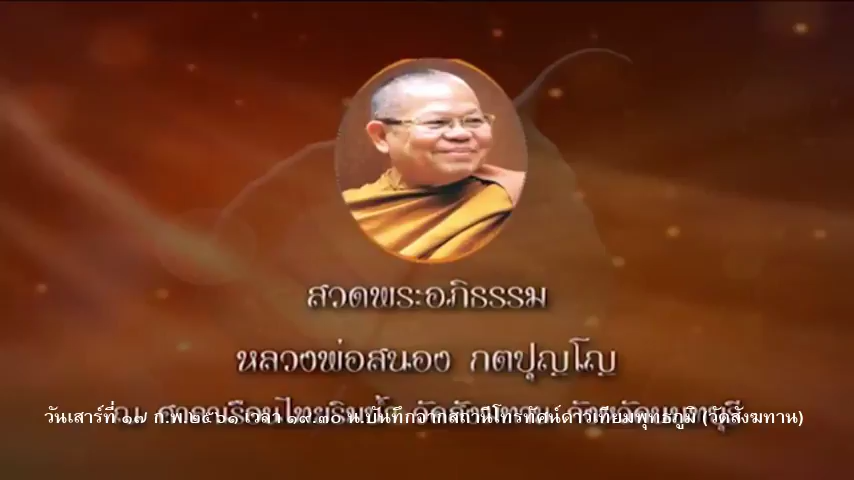 สวดพระอภิธรรม
หลวงพ่อสนอง กตปุญฺโญ
วันเสาร์ที่ ๑๗ ก.พ.๒๕๖๑ เวลา ๑๙.๓๐ น.บันทึกจากสถานีโทรทัศน์ดาวเทียมพุทธภูมิ (วัดสังฆทาน)